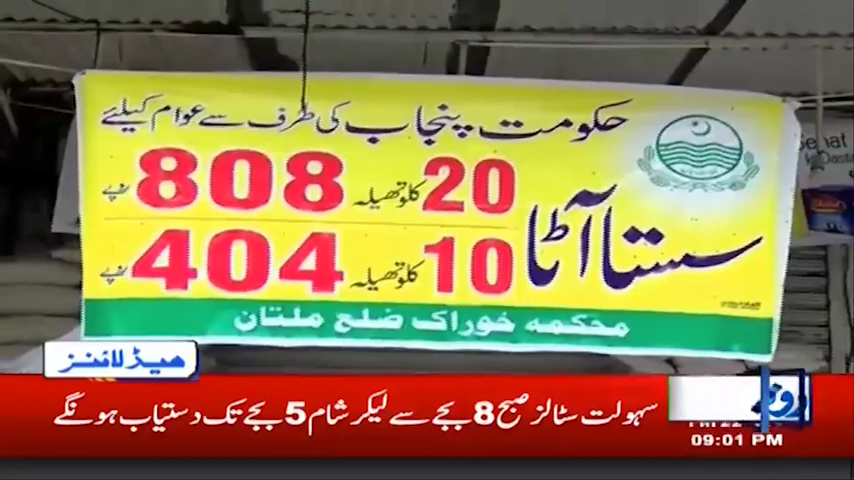 حکومت پنجاب کی طرف سے عوام کیلئے
سستا آٹا
20 کلو تھیلہ 808 روپے
10 کلو تھیلہ 404 روپے
محکمہ خوراک ضلع ملتان
ہیڈلائنز
سہولت سٹالز صبح 8 بجے سے لیکر شام 5 بجے تک دستیاب ہونگے
روز
09:01 PM